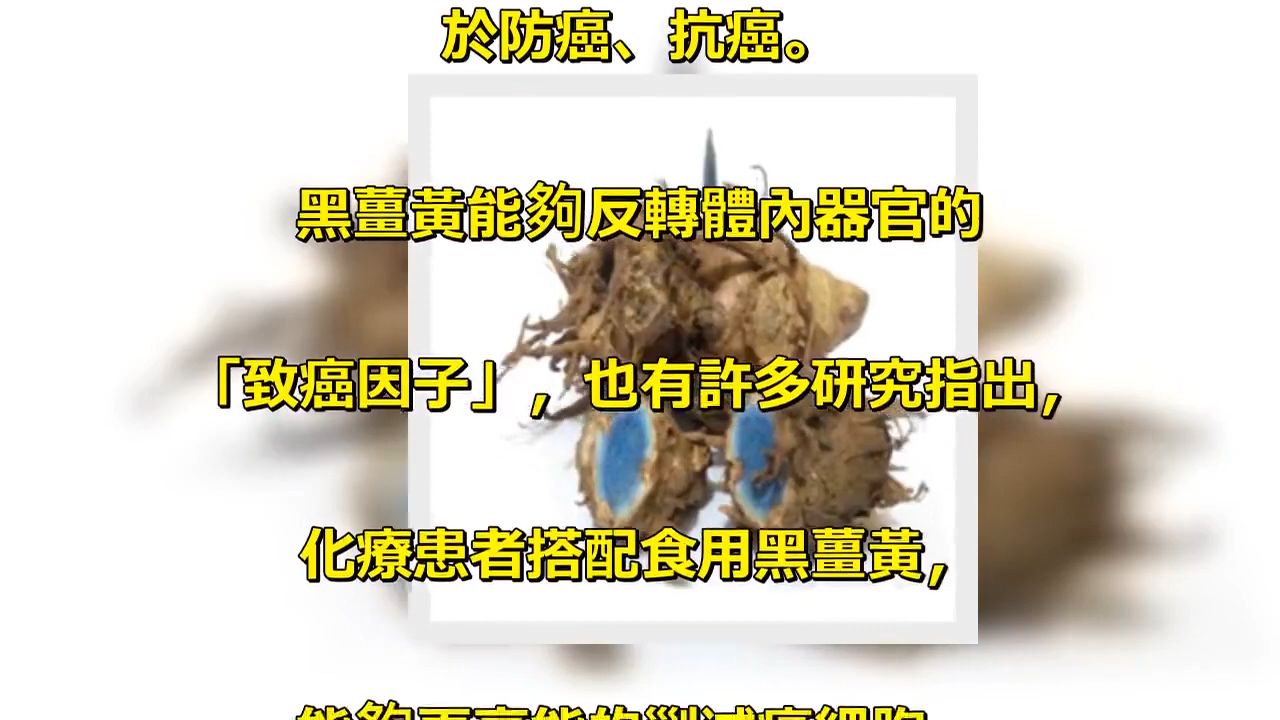 於防癌、抗癌。
黑薑黃能夠反轉體內器官的
「致癌因子」，也有許多研究指出，
化療患者搭配食用黑薑黃，